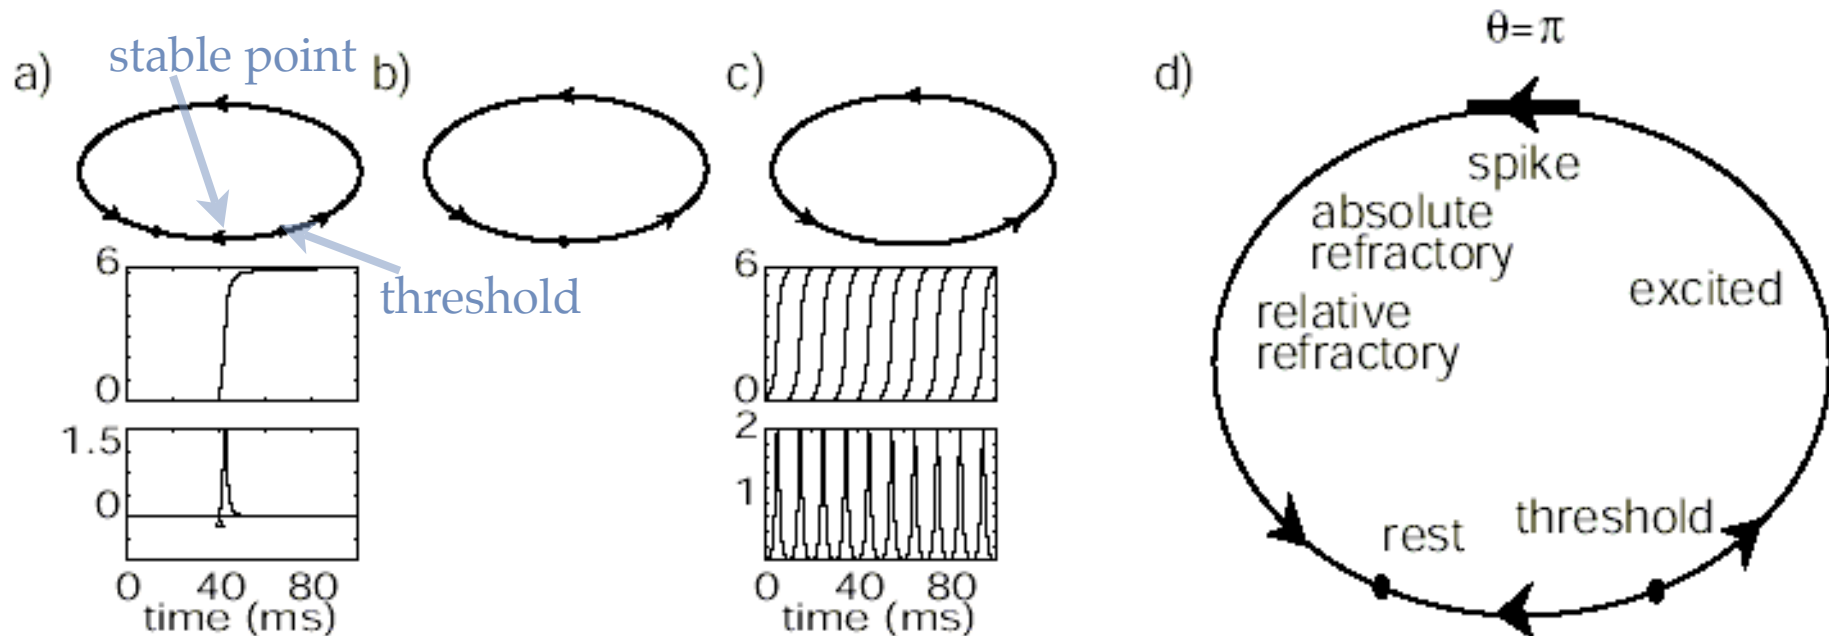 a)
stable point
threshold
6
0
1.5
0
0 40 80
time (ms)
b)
c)
6
0
2
1
0 40 80
time (ms)
d)
θ=π
spike
absolute
refractory
relative
refractory
excited
rest
threshold